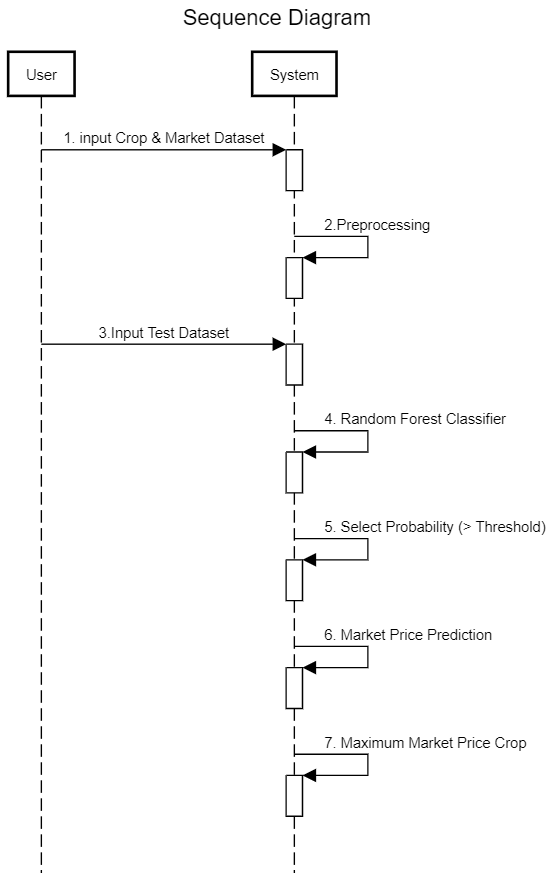 Sequence Diagram
User
System
1. input Crop & Market Dataset
2.Preprocessing
3.Input Test Dataset
4. Random Forest Classifier
5. Select Probability (> Threshold)
6. Market Price Prediction
7. Maximum Market Price Crop